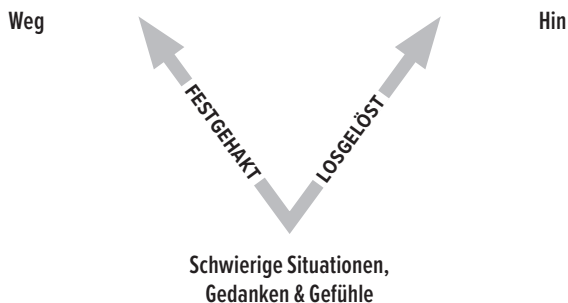 Weg
Hin
FESTGEHAKT
LOSGELÖST
Schwierige Situationen,
Gedanken & Gefühle